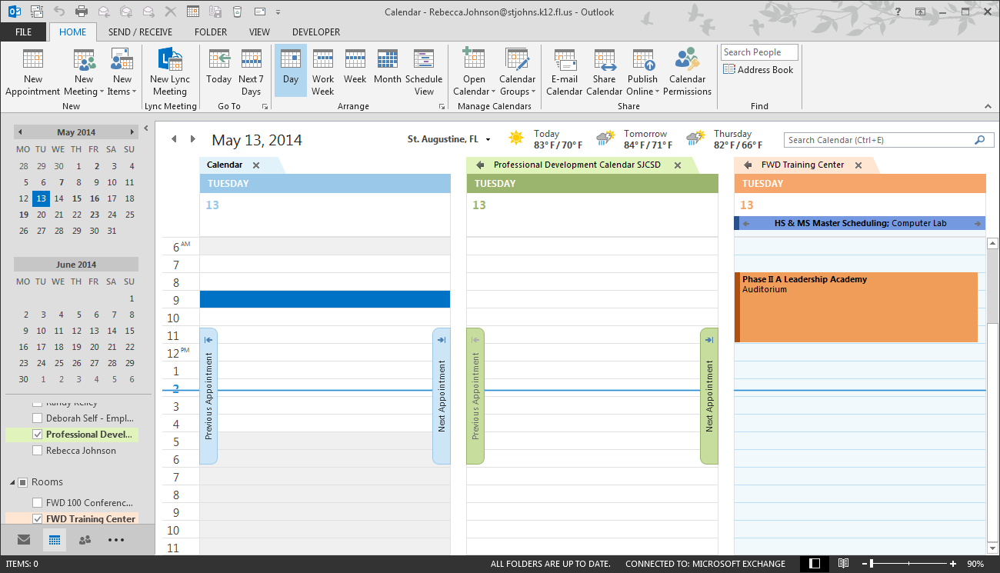 Calendar - Rebecca.Johnson@stjohns.k12.fl.us - Outlook
?
FILE HOME SEND / RECEIVE FOLDER VIEW DEVELOPER
New Appointment
New Meeting
New Items
New
New Lync Meeting
Lync Meeting
Today
Next 7 Days
Go To
Day
Work Week
Week
Month
Schedule View
Arrange
Open Calendar
Calendar Groups
Manage Calendars
E-mail Calendar
Share Calendar
Publish Online
Calendar Permissions
Share
Search People
Address Book
Find
May 2014
MO TU WE TH FR SA SU
28 29 30 1 2 3 4
5 6 7 8 9 10 11
12 13 14 15 16 17 18
19 20 21 22 23 24 25
26 27 28 29 30 31
June 2014
MO TU WE TH FR SA SU
1
2 3 4 5 6 7 8
9 10 11 12 13 14 15
16 17 18 19 20 21 22
23 24 25 26 27 28 29
30 1 2 3 4 5 6
Randy Kelley
Deborah Self - Empl...
Professional Devel...
Rebecca Johnson
Rooms
FWD 100 Conferenc...
FWD Training Center
May 13, 2014
St. Augustine, FL
Today
83° F / 70° F
Tomorrow
84° F / 71° F
Thursday
82° F / 66° F
Search Calendar (Ctrl+E)
Calendar
TUESDAY
13
Professional Development Calendar SJCSD
TUESDAY
13
FWD Training Center
TUESDAY
13
HS & MS Master Scheduling; Computer Lab
Phase II A Leadership Academy
Auditorium
6 AM
7
8
9
10
11
12 PM
1
2
3
4
5
6
7
8
9
10
11
Previous Appointment
Next Appointment
Previous Appointment
Next Appointment
ITEMS: 0
ALL FOLDERS ARE UP TO DATE.
CONNECTED TO: MICROSOFT EXCHANGE
90%